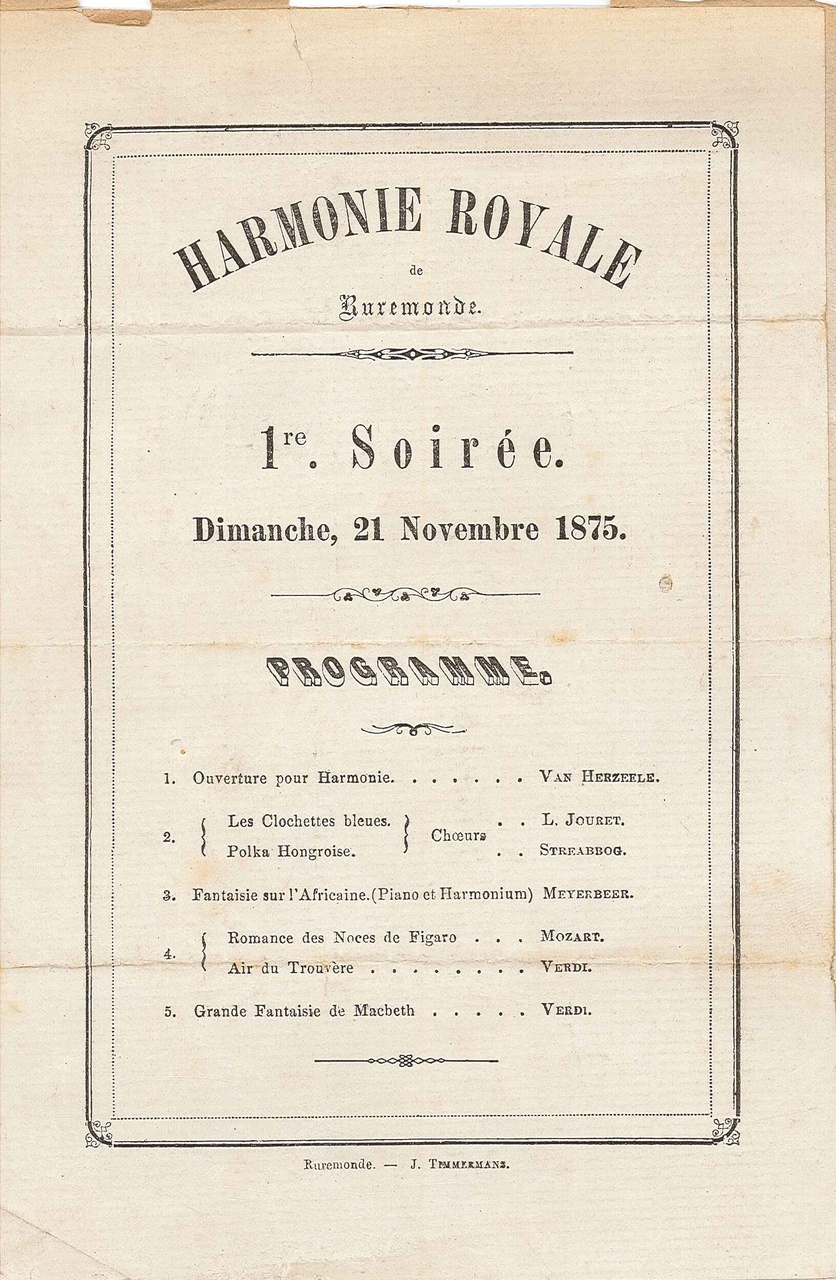 HARMONIE ROYALE
de
Ruremonde.
1re. Soirée.
Dimanche, 21 Novembre 1875.
PROGRAMME.
1. Ouverture pour Harmonie. . . . . . . VAN HERZEELE.
2. { Les Clochettes bleues. } Chœurs . . L. JOURET.
Polka Hongroise. . . STREABBOG.
3. Fantaisie sur l'Africaine. (Piano et Harmonium) MEYERBEER.
4. { Romance des Noces de Figaro . . . MOZART.
Air du Trouvère . . . . . . . . VERDI.
5. Grande Fantaisie de Macbeth . . . . . VERDI.
Ruremonde. — J. TIMMERMANS.